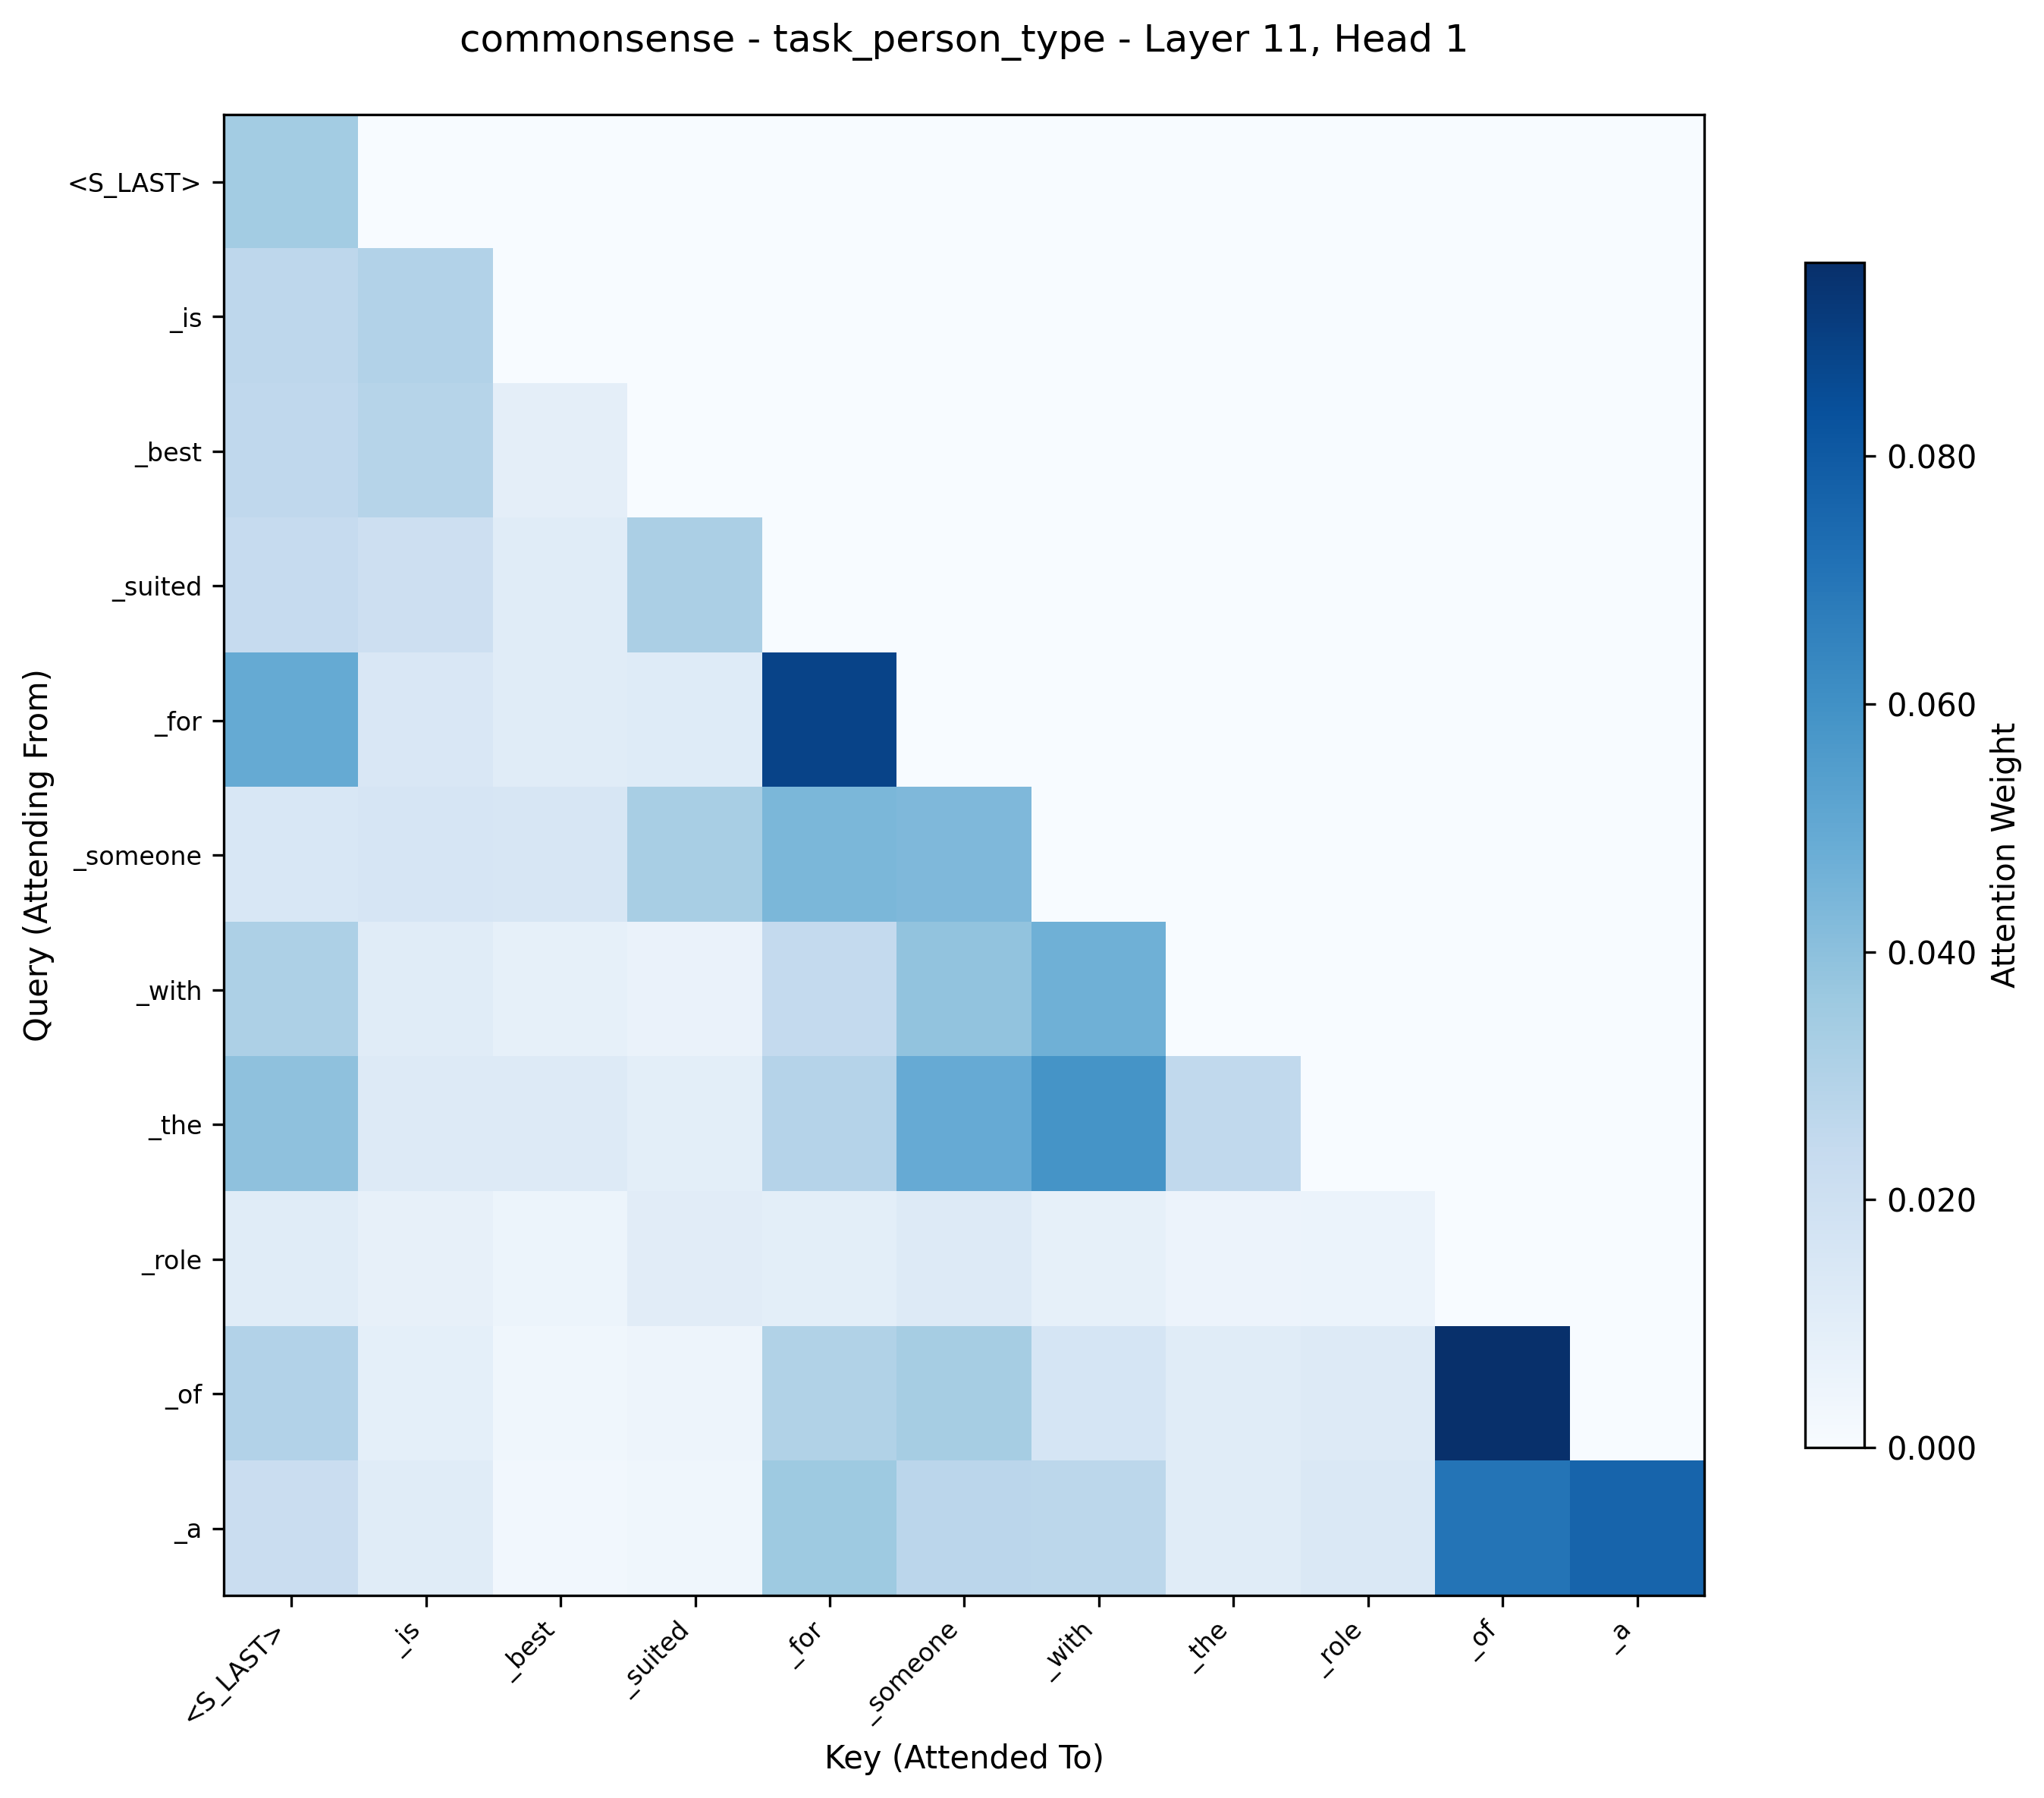 commonsense - task_person_type - Layer 11, Head 1
<S_LAST>
_is
_best
_suited
_for
_someone
_with
_the
_role
_of
_a
Query (Attending From)
<S_LAST>
_is
_best
_suited
_for
_someone
_with
_the
_role
_of
_a
Key (Attended To)
0.080
0.060
0.040
0.020
0.000
Attention Weight